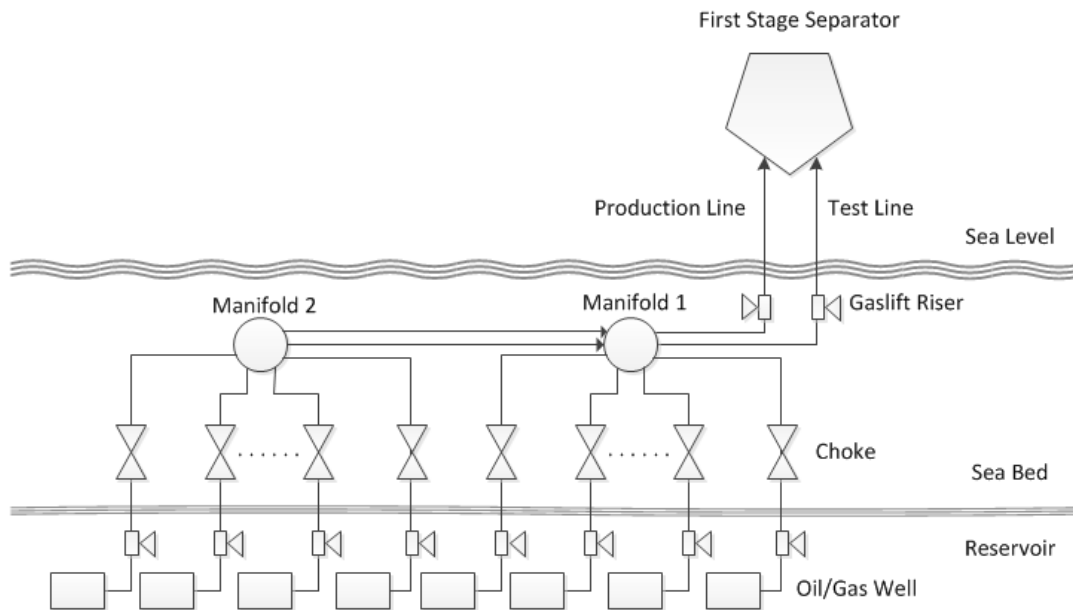 First Stage Separator
Production Line
Test Line
Sea Level
Manifold 2
Manifold 1
Gaslift Riser
Choke
Sea Bed
Reservoir
Oil/Gas Well